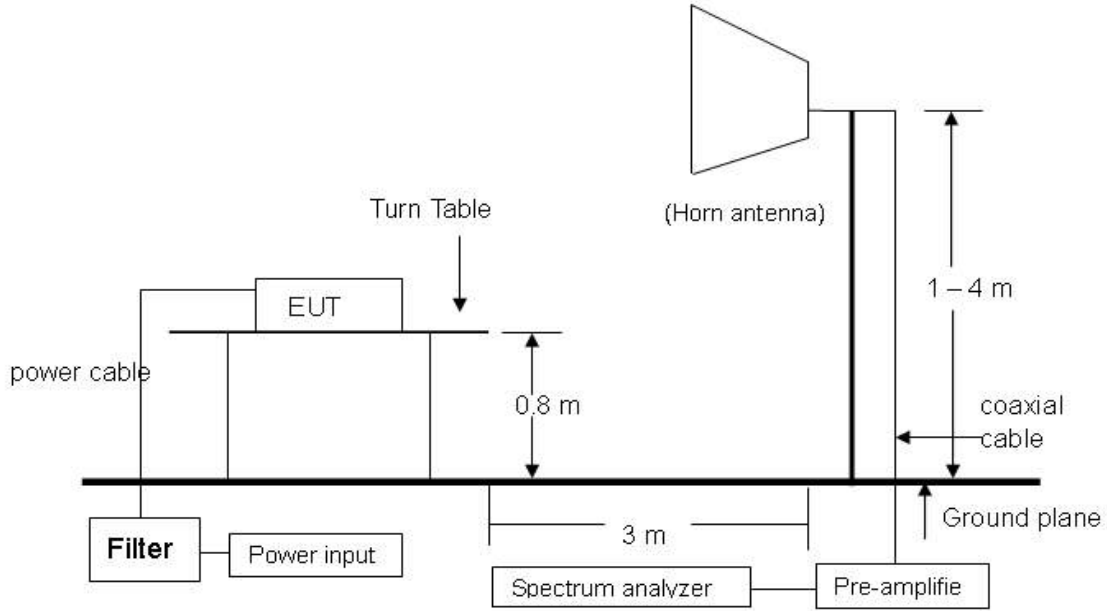 Turn Table
(Horn antenna)
EUT
1 – 4 m
power cable
0.8 m
coaxial
cable
Ground plane
Filter
Power input
3 m
Spectrum analyzer
Pre-amplifie